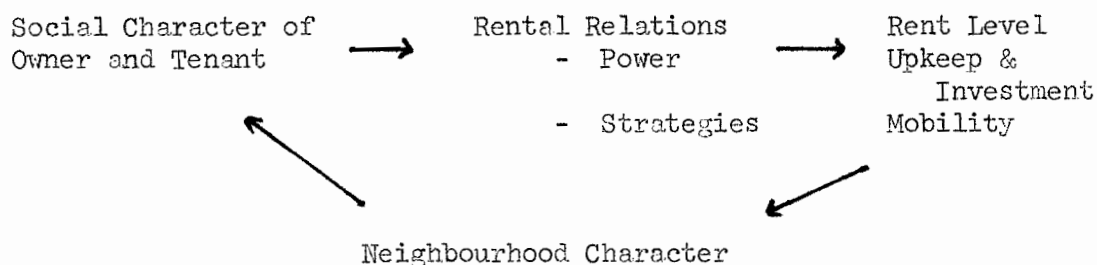 Social Character of
Owner and Tenant
Rental Relations
- Power
- Strategies
Rent Level
Upkeep &
Investment
Mobility
Neighbourhood Character